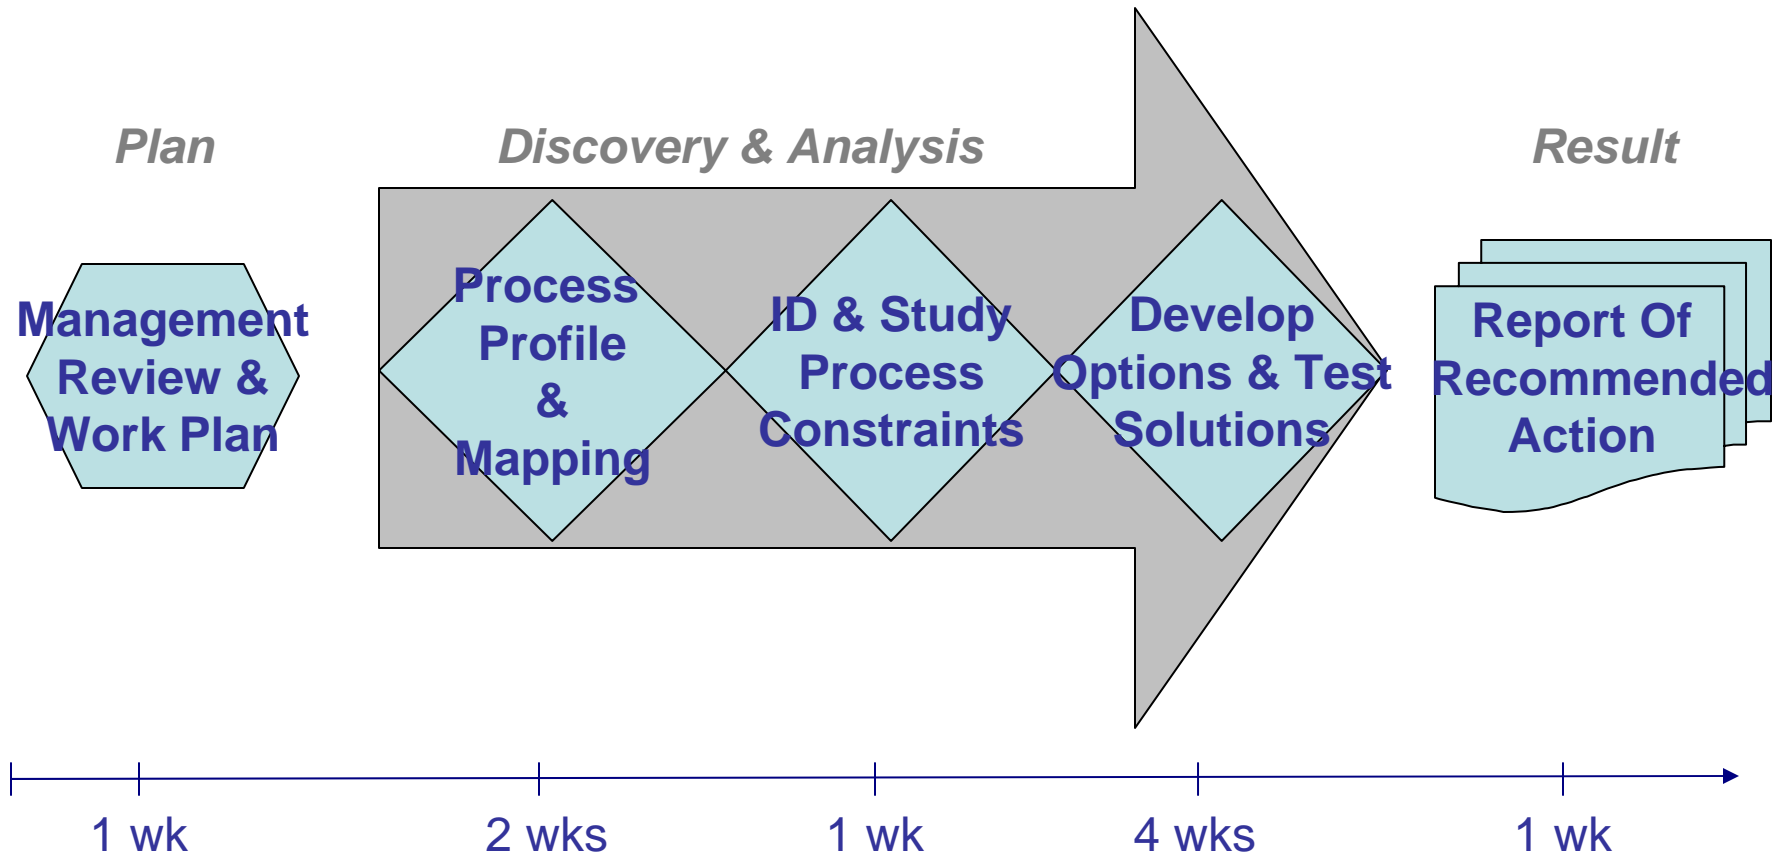 Plan
Discovery & Analysis
Result
Management
Review &
Work Plan
Process
Profile
&
Mapping
ID & Study
Process
Constraints
Develop
Options & Test
Solutions
Report Of
Recommended
Action
1 wk
2 wks
1 wk
4 wks
1 wk